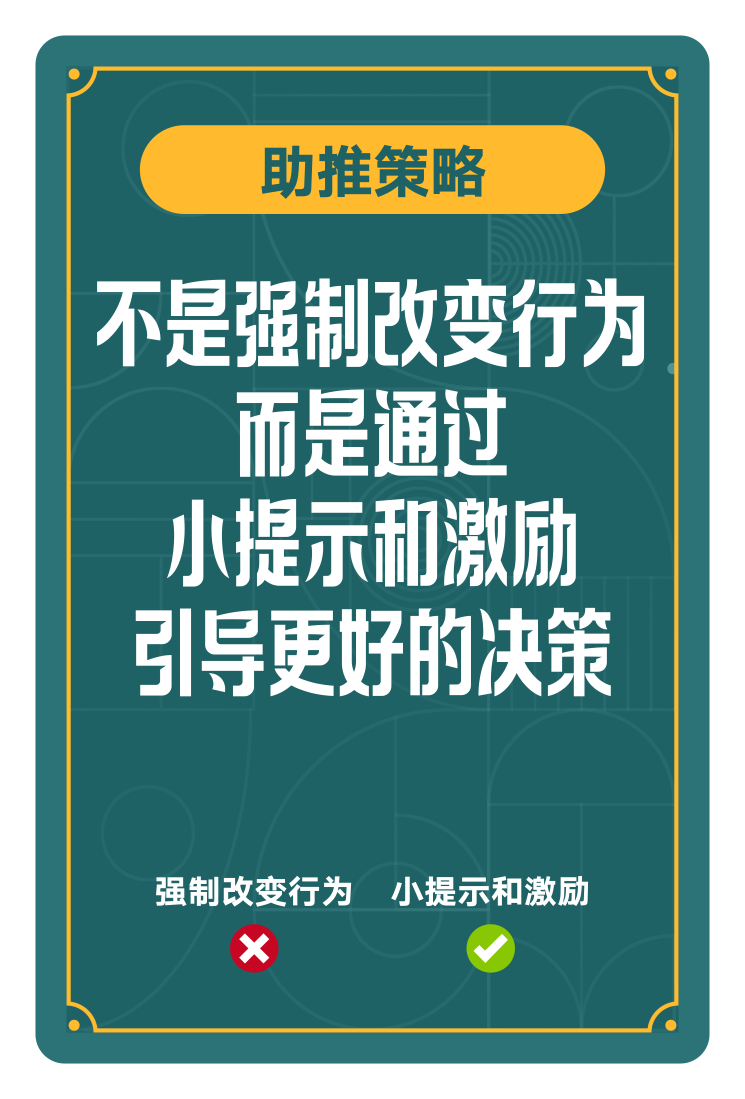 助推策略
不是强制改变行为
而是通过
小提示和激励
引导更好的决策
强制改变行为 小提示和激励